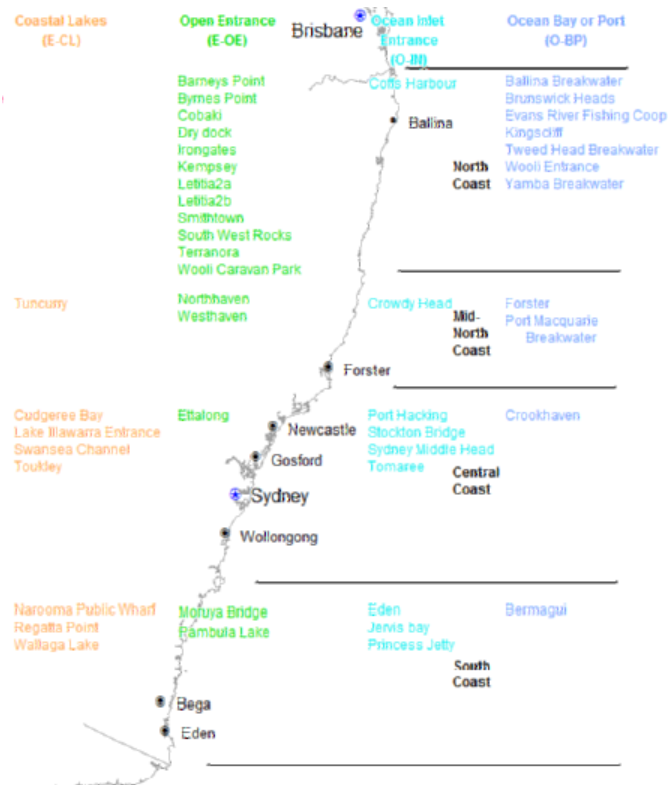 Coastal Lakes
(E-CL)
Open Entrance
(E-OE)
Brisbane
Ocean Inlet
Entrance
(O-IN)
Ocean Bay or Port
(O-BP)
Barneys Point
Byrnes Point
Cobaki
Dry dock
Irongates
Kempsey
Letitia2a
Letitia2b
Smithtown
South West Rocks
Terranora
Wooli Caravan Park
Coffs Harbour
Ballina
North
Coast
Ballina Breakwater
Brunswick Heads
Evans River Fishing Coop
Kingscliff
Tweed Head Breakwater
Wooli Entrance
Yamba Breakwater
Tuncurry
Northhaven
Westhaven
Crowdy Head
Mid-
North
Coast
Forster
Port Macquarie
Breakwater
Forster
Cudgeree Bay
Lake Illawarra Entrance
Swansea Channel
Toukley
Ettalong
Newcastle
Gosford
Sydney
Wollongong
Port Hacking
Stockton Bridge
Sydney Middle Head
Tomaree
Central
Coast
Crookhaven
Narooma Public Wharf
Regatta Point
Wallaga Lake
Moruya Bridge
Pambula Lake
Eden
Jervis bay
Princess Jetty
South
Coast
Bermagui
Bega
Eden